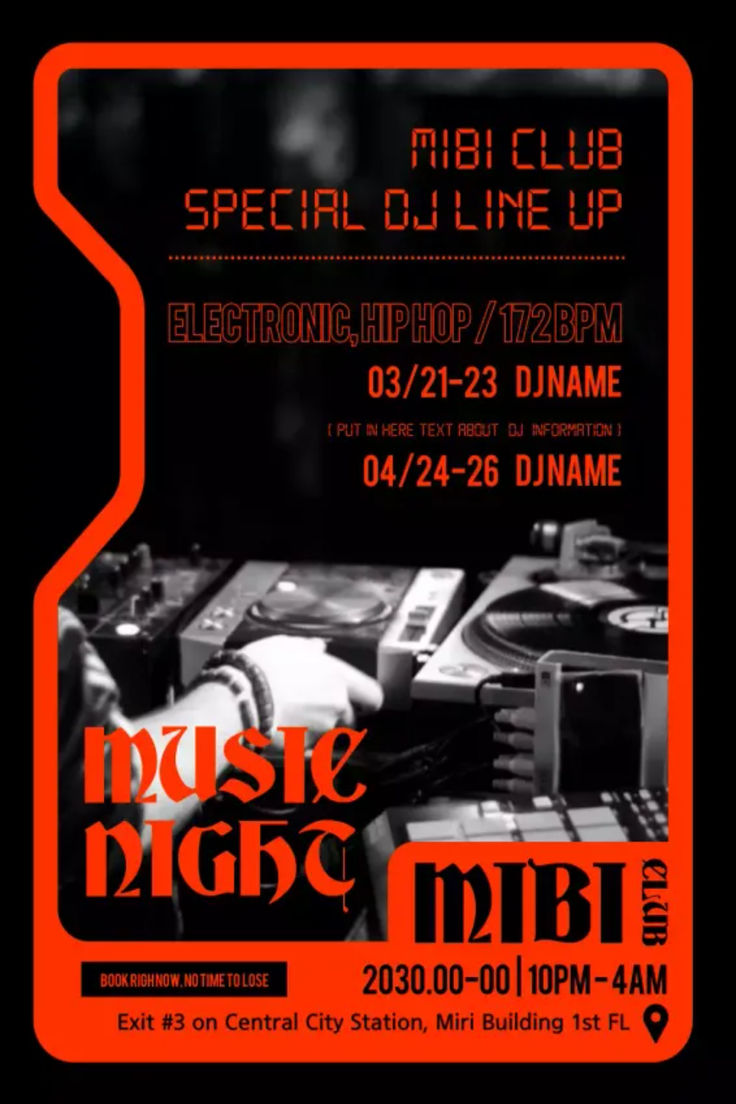 MIBI CLUB
SPECIAL DJ LINE UP
ELECTRONIC, HIPHOP / 172BPM
03/21-23 DJNAME
( PUT IN HERE TEXT ABOUT DJ INFORMATION )
04/24-26 DJNAME
MUSIC
NIGHT
MIBI CLUB
BOOK RIGH NOW, NO TIME TO LOSE
2030.00-00 | 10PM - 4AM
Exit #3 on Central City Station, Miri Building 1st FL